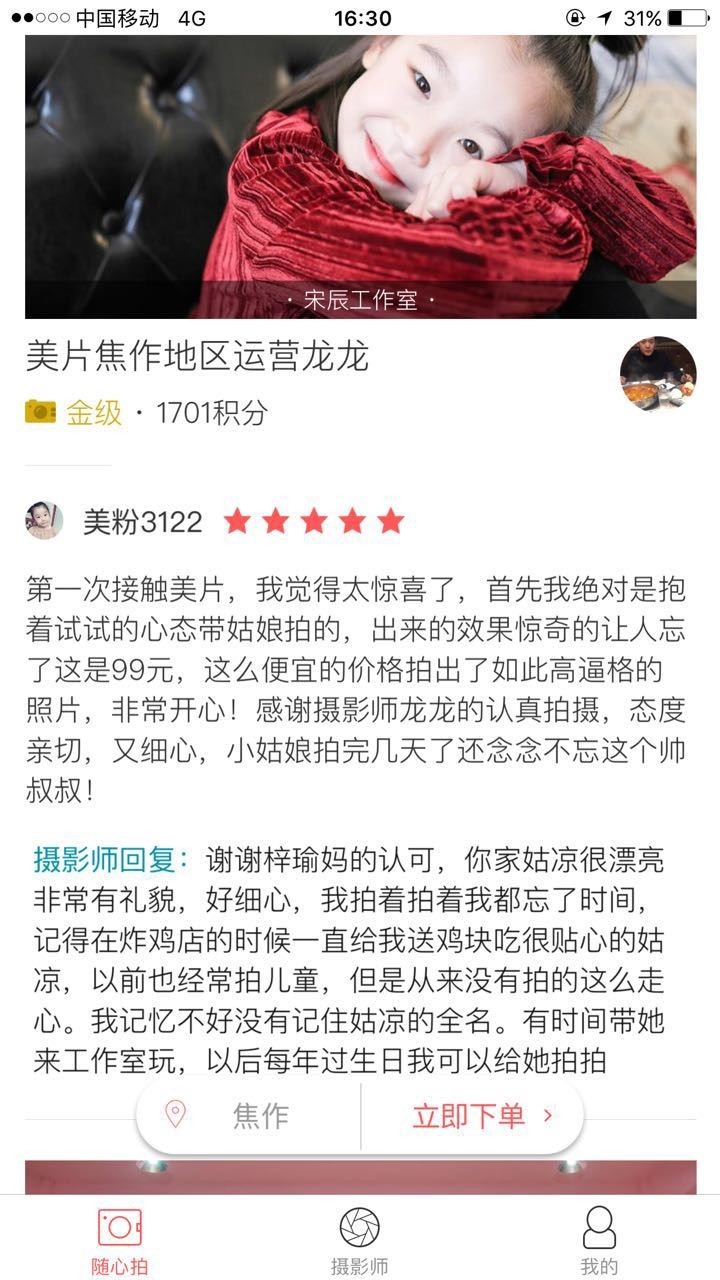 中国移动 4G 16:30 31%
· 宋辰工作室 ·
美片焦作地区运营龙龙
金级 · 1701积分
美粉3122
第一次接触美片，我觉得太惊喜了，首先我绝对是抱
着试试的心态带姑娘拍的，出来的效果惊奇的让人忘
了这是99元，这么便宜的价格拍出了如此高逼格的
照片，非常开心！感谢摄影师龙龙的认真拍摄，态度
亲切，又细心，小姑娘拍完几天了还念念不忘这个帅
叔叔！
摄影师回复：谢谢梓瑜妈的认可，你家姑凉很漂亮
非常有礼貌，好细心，我拍着拍着我都忘了时间，
记得在炸鸡店的时候一直给我送鸡块吃很贴心的姑
凉，以前也经常拍儿童，但是从来没有拍的这么走
心。我记忆不好没有记住姑凉的全名。有时间带她
来工作室玩，以后每年过生日我可以给她拍拍
焦作 立即下单 ›
随心拍 摄影师 我的